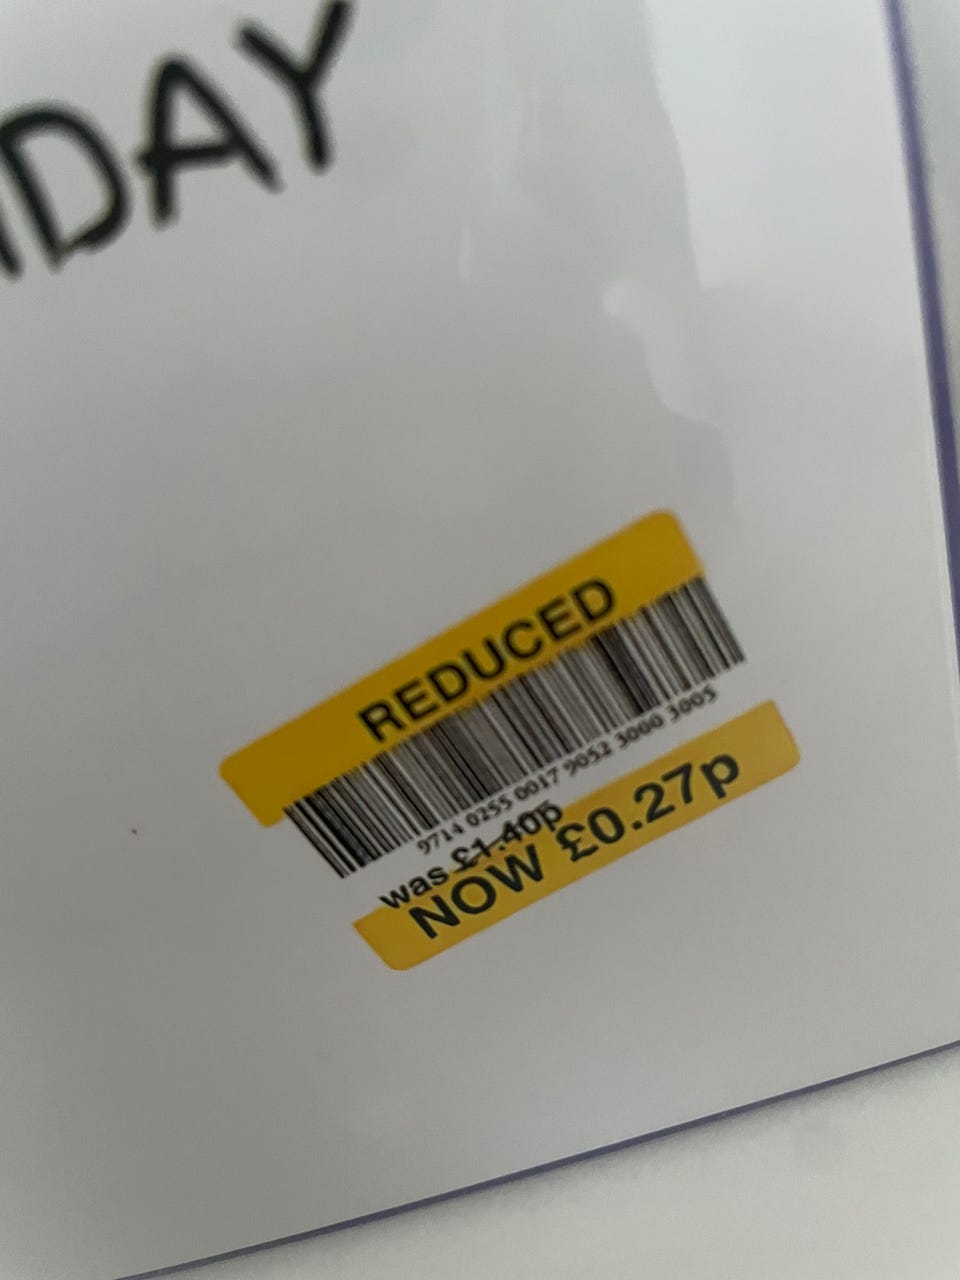 DAY
REDUCED
9714 0255 0017 9052 3000 3005
was £1.40p
NOW £0.27p